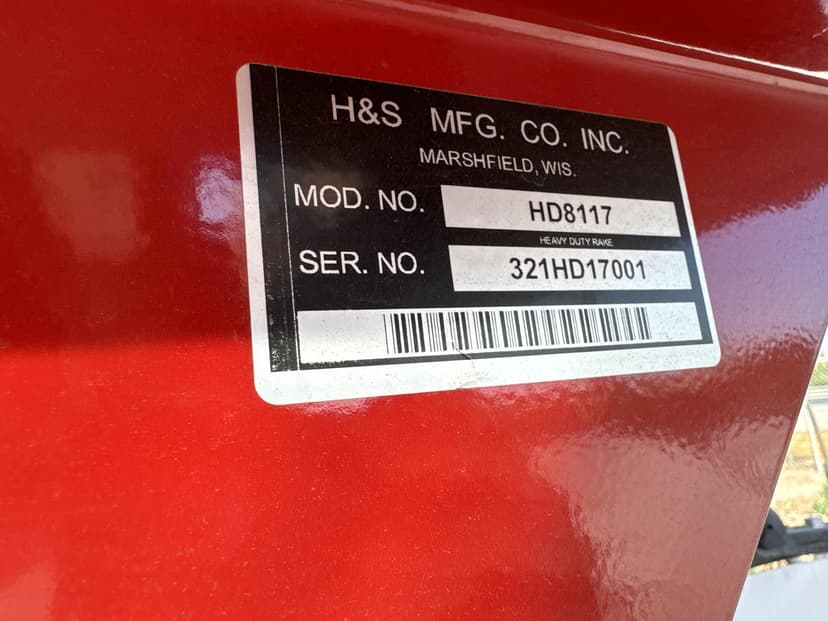 H&S MFG. CO. INC.
MARSHFIELD, WIS.
MOD. NO. HD8117
HEAVY DUTY RAKE
SER. NO. 321HD17001